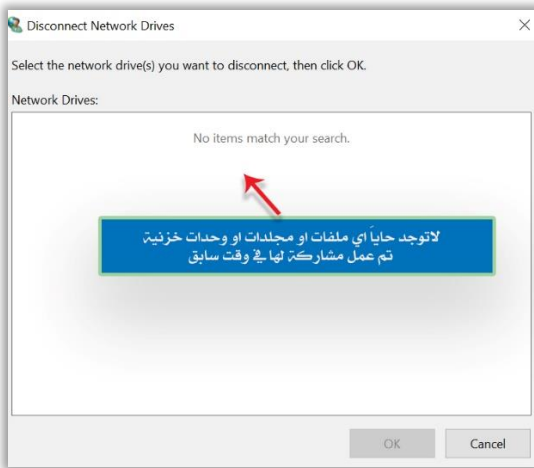 Disconnect Network Drives
Select the network drive(s) you want to disconnect, then click OK.
Network Drives:
No items match your search.
لاتوجد حاياً اي ملفات او مجلدات او وحدات خزنية
تم عمل مشاركة لها في وقت سابق
OK
Cancel